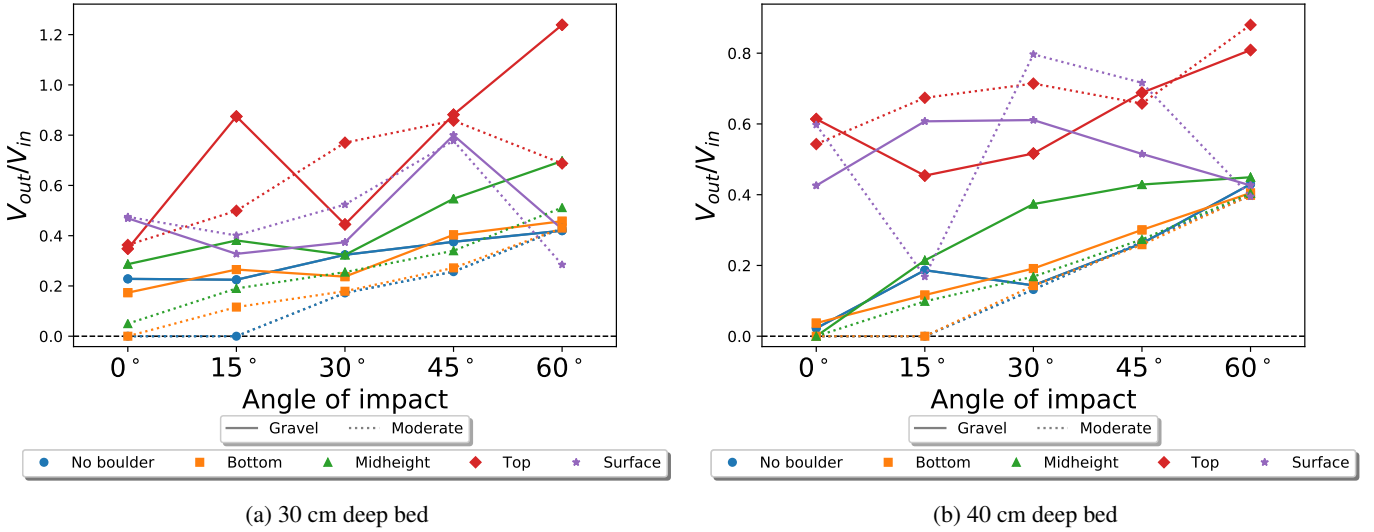 1.2
1.0
0.8
0.6
0.4
0.2
0.0
V_out/V_in
0° 15° 30° 45° 60°
Angle of impact
Gravel Moderate
No boulder Bottom Midheight Top Surface
(a) 30 cm deep bed
0.8
0.6
0.4
0.2
0.0
V_out/V_in
0° 15° 30° 45° 60°
Angle of impact
Gravel Moderate
No boulder Bottom Midheight Top Surface
(b) 40 cm deep bed